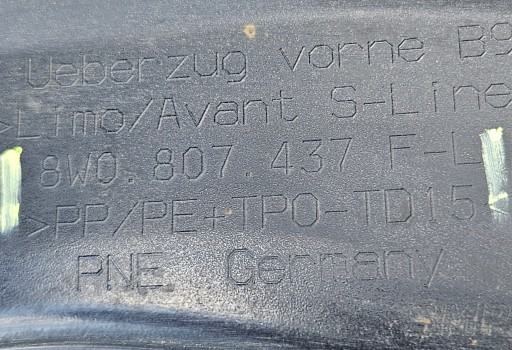 Ueberzug vorne B9
>Limo/Avant S-Line
8W0.807.437 F-L
>PP/PE+TPO-TD15<
PNE Germany